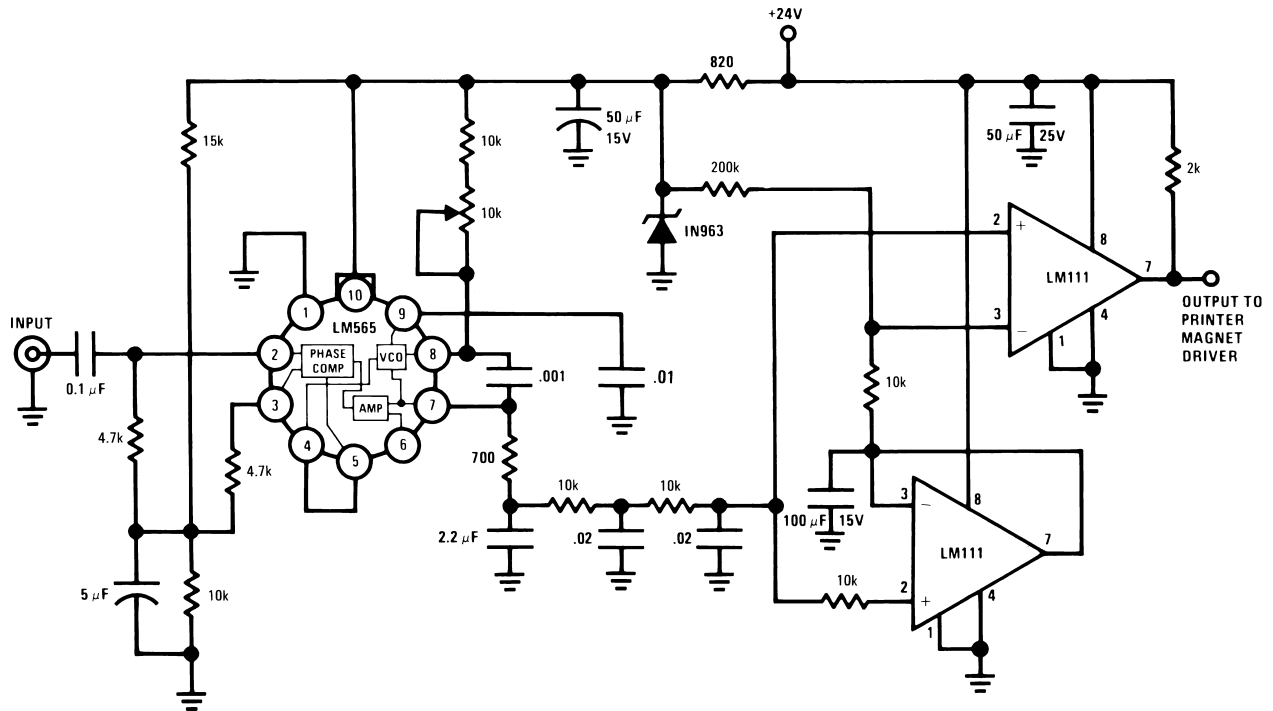 +24V
820
15k
10k
50 μF
15V
50 μF 25V
2k
10k
200k
IN963
2
+
8
LM111
7
3
−
4
1
OUTPUT TO
PRINTER
MAGNET
DRIVER
INPUT
0.1 μF
1
10
9
LM565
2
PHASE
COMP
VCO
8
.001
.01
3
AMP
7
4
5
6
4.7k
4.7k
700
10k
10k
10k
2.2 μF
.02
.02
100 μF 15V
3
−
8
LM111
7
10k
2
+
4
1
5 μF
10k